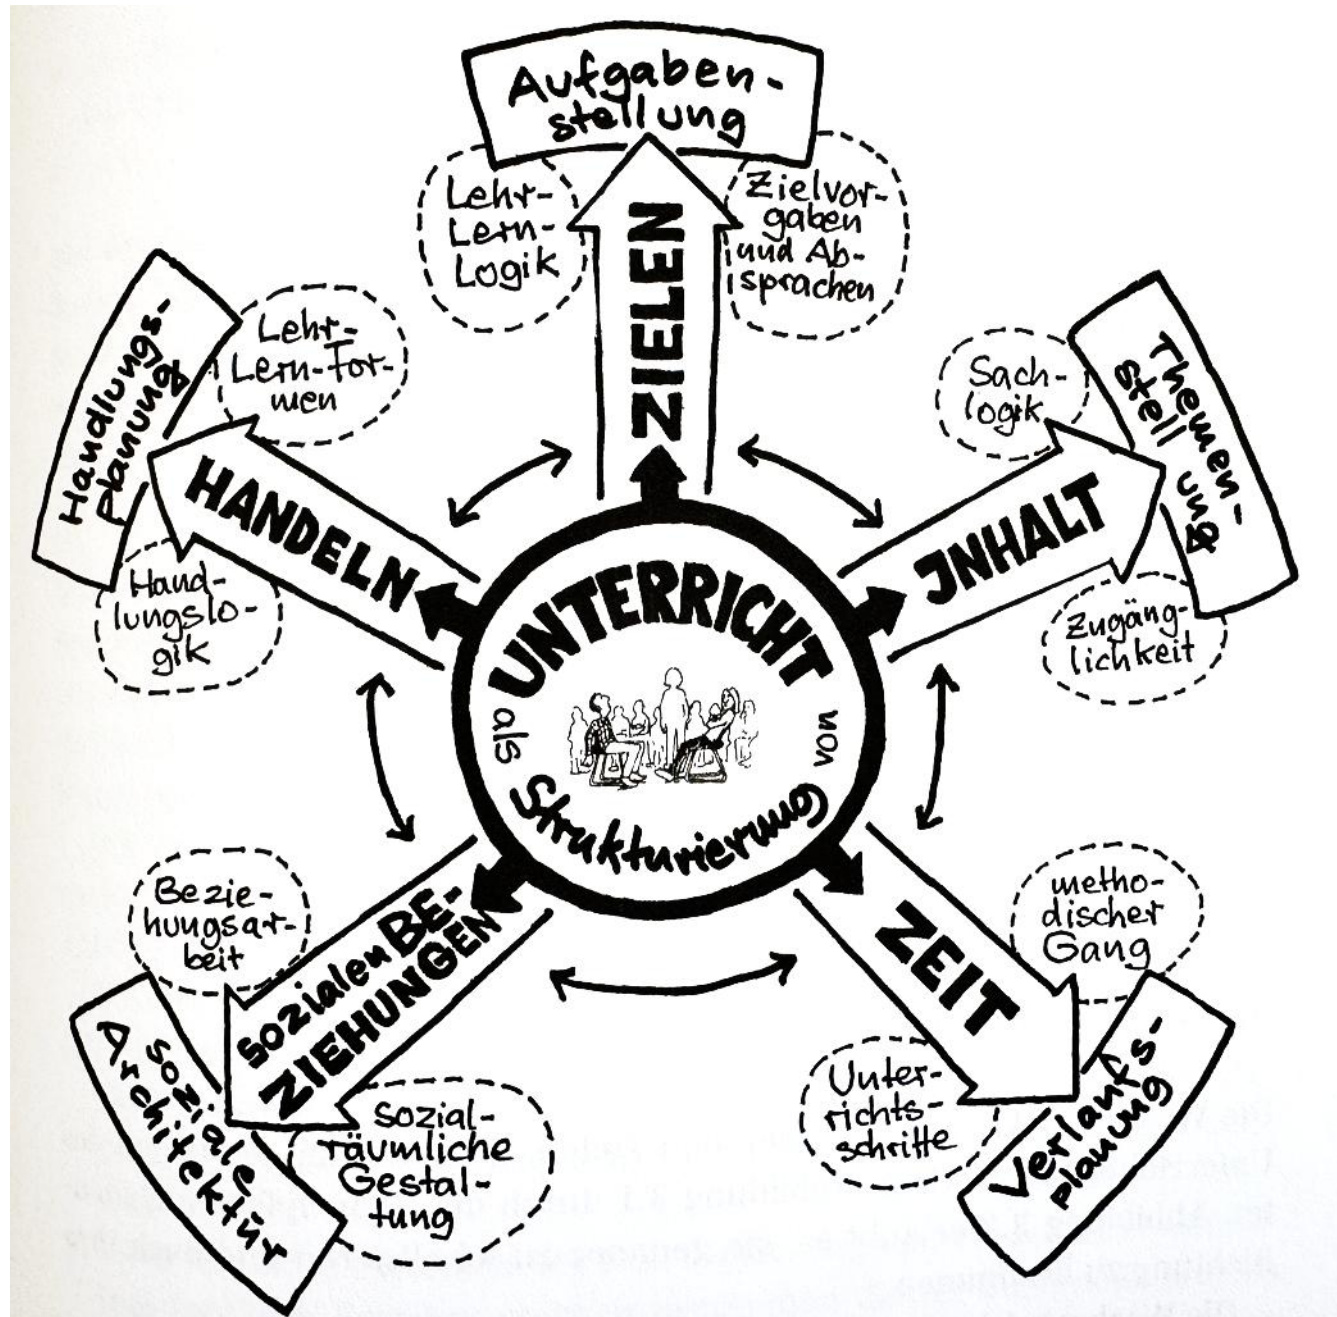 Aufgaben-
stellung
Lehr-
Lern-
Logik
ZIELEN
Zielvor-
gaben
und Ab-
sprachen
Handlungs-
planung
Lehr-
Lern-For-
men
HANDELN
Hand-
lungslo-
gik
Sach-
logik
Themen-
stellung
JNHALT
Zugäng-
lichkeit
UNTERRICHT
als
Strukturierung
von
Bezie-
hungsar-
beit
sozialen BE-
ZIEHUNGEN
soziale
Architektur
sozial-
räumliche
Gestal-
tung
ZEIT
metho-
discher
Gang
Unter-
richts-
schritte
Verlaufs-
planung